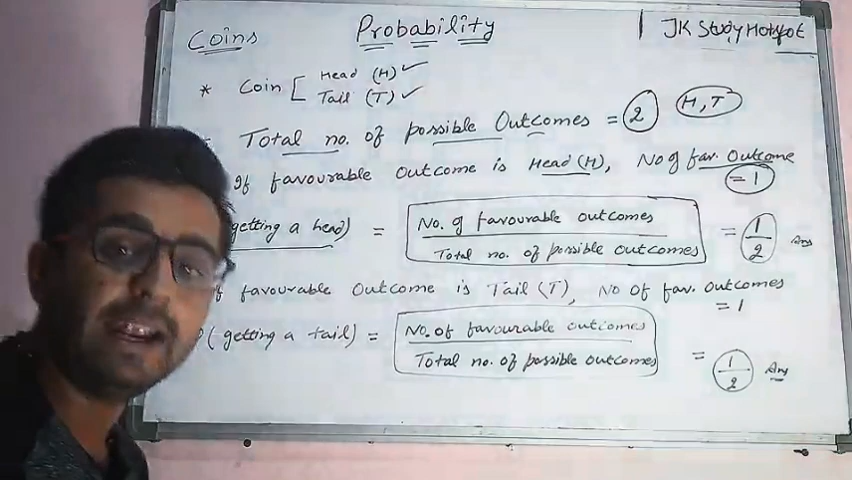 Coins Probability | JK Study Hotspot
* Coin [ Head (H) ✓
Tail (T) ✓
Total no. of possible Outcomes = 2 H, T
If favourable Outcome is Head (H), No of fav. Outcome
= 1
getting a head) = No. of favourable outcomes / Total no. of possible outcomes = 1/2 Ans
f favourable Outcome is Tail (T), No of fav. outcomes
= 1
P( getting a tail) = No. of favourable outcomes / Total no. of possible outcomes = 1/2 Ans